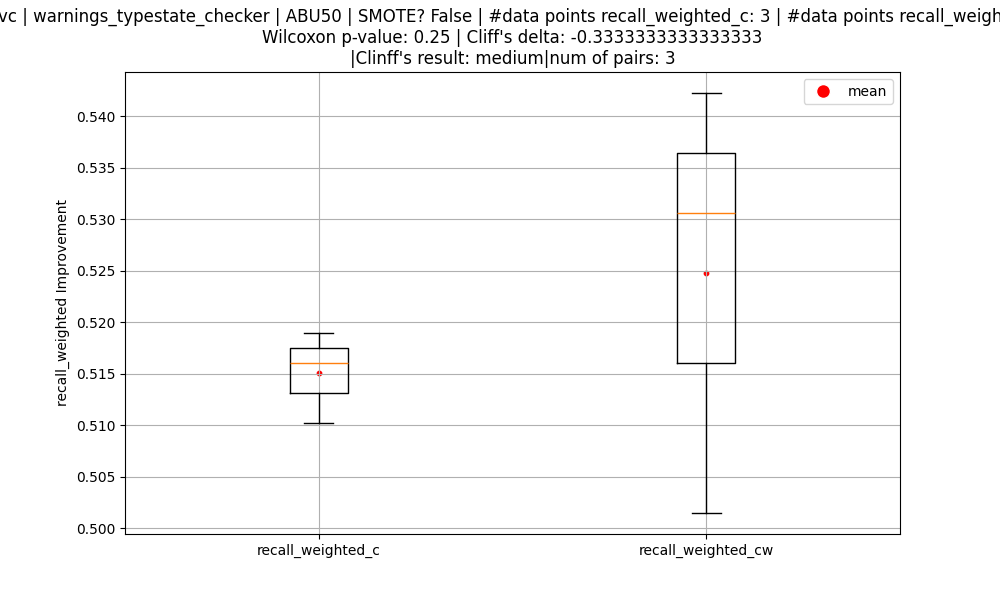 vc | warnings_typestate_checker | ABU50 | SMOTE? False | #data points recall_weighted_c: 3 | #data points recall_weigh
Wilcoxon p-value: 0.25 | Cliff's delta: -0.3333333333333333
|Clinff's result: medium|num of pairs: 3
mean
0.540
0.535
0.530
0.525
0.520
0.515
0.510
0.505
0.500
recall_weighted Improvement
recall_weighted_c
recall_weighted_cw